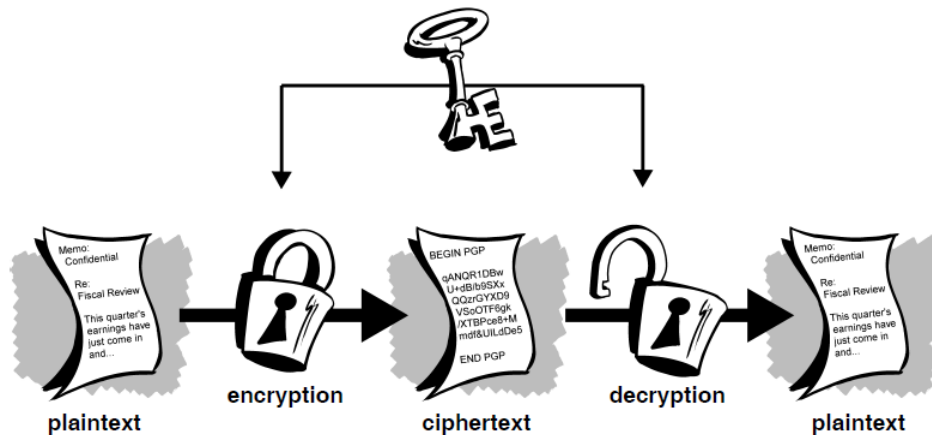 Memo:
Confidential
Re:
Fiscal Review
This quarter's
earnings have
just come in
and...
plaintext
encryption
BEGIN PGP
qANQR1DBw
U+dB/b9SXx
QQzrGYXD9
VSoOTF6gk
/XTBPce8+M
mdf&UILdDe5
END PGP
ciphertext
decryption
Memo:
Confidential
Re:
Fiscal Review
This quarter's
earnings have
just come in
and...
plaintext